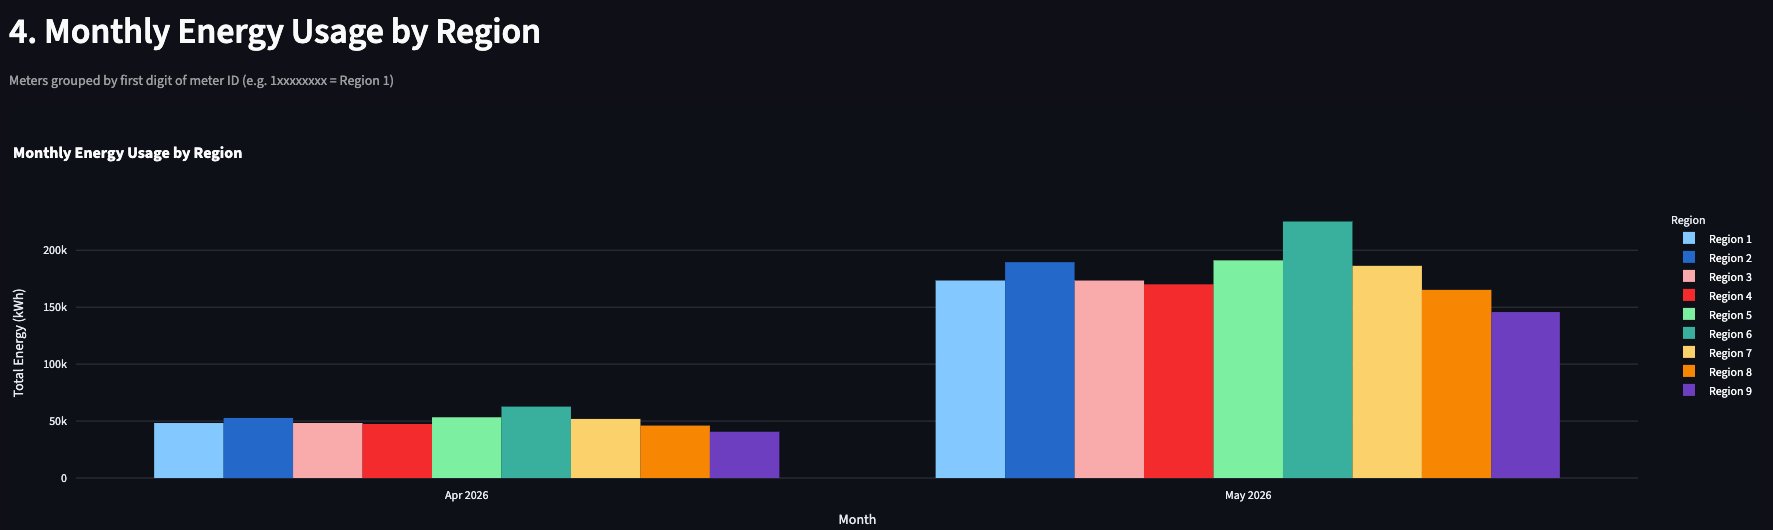 4. Monthly Energy Usage by Region
Meters grouped by first digit of meter ID (e.g. 1xxxxxxxx = Region 1)
Monthly Energy Usage by Region
Total Energy (kWh)
200k
150k
100k
50k
0
Apr 2026
May 2026
Month
Region
Region 1
Region 2
Region 3
Region 4
Region 5
Region 6
Region 7
Region 8
Region 9